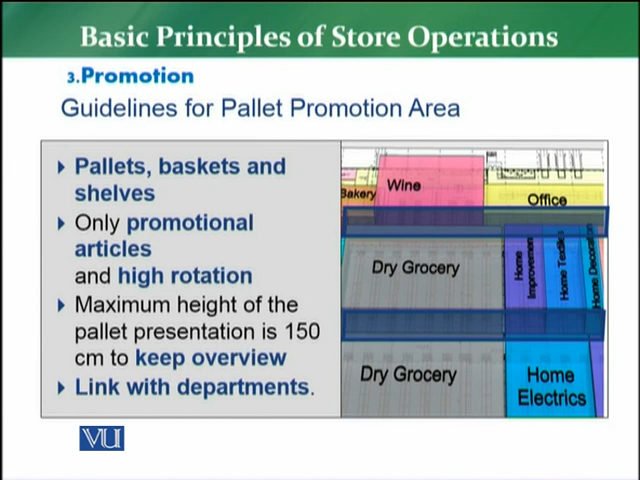 Basic Principles of Store Operations
3.Promotion
Guidelines for Pallet Promotion Area
Pallets, baskets and
shelves
Only promotional
articles
and high rotation
Maximum height of the
pallet presentation is 150
cm to keep overview
Link with departments.
Bakery
Wine
Office
Dry Grocery
Home
Improvemen
Home Textiles
Home Decoration
Dry Grocery
Home
Electrics
VU